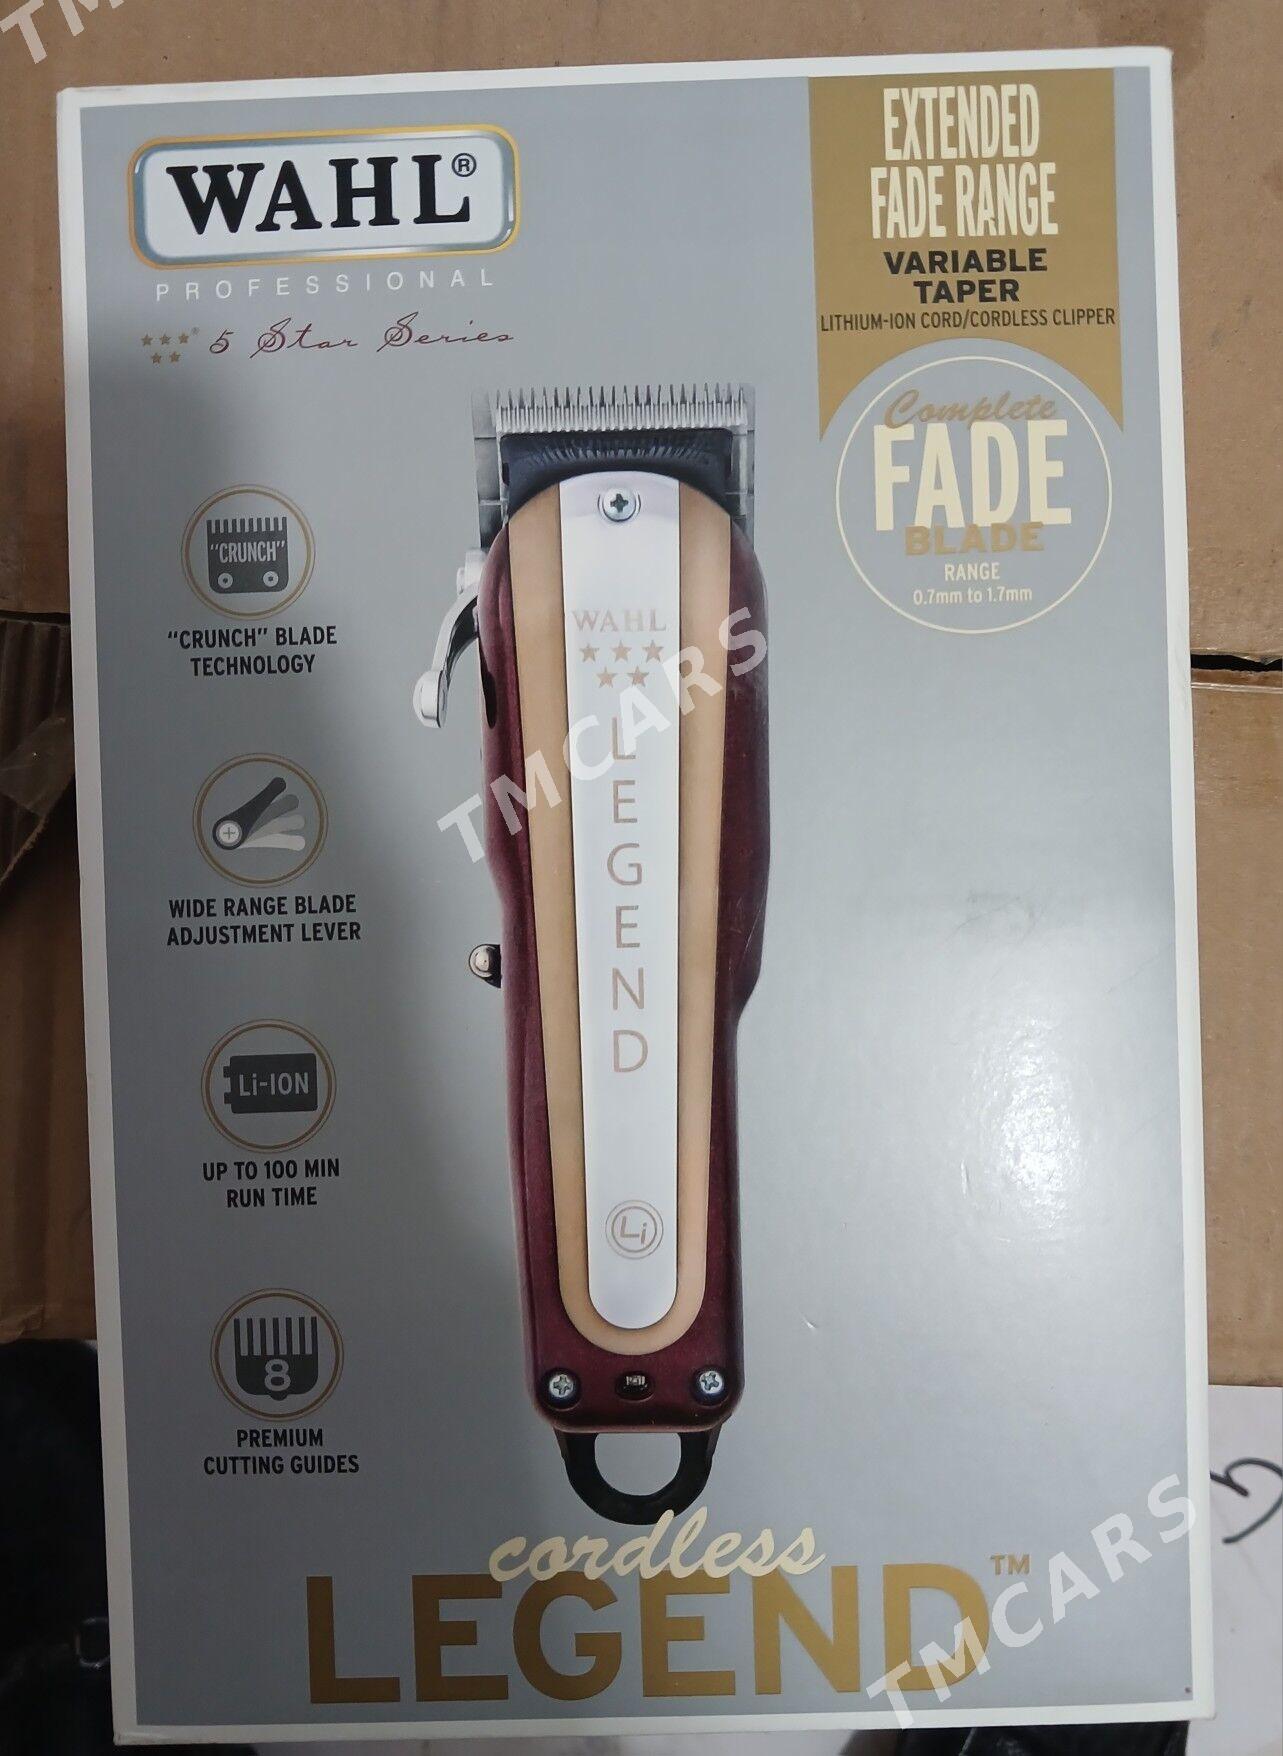 WAHL®
PROFESSIONAL
5 Star Series
EXTENDED
FADE RANGE
VARIABLE
TAPER
LITHIUM-ION CORD/CORDLESS CLIPPER
Complete
FADE
BLADE
RANGE
0.7mm to 1.7mm
"CRUNCH"
"CRUNCH" BLADE
TECHNOLOGY
WIDE RANGE BLADE
ADJUSTMENT LEVER
Li-ION
UP TO 100 MIN
RUN TIME
8
PREMIUM
CUTTING GUIDES
WAHL
LEGEND
Li
cordless
LEGEND™
TMCARS
TMCARS